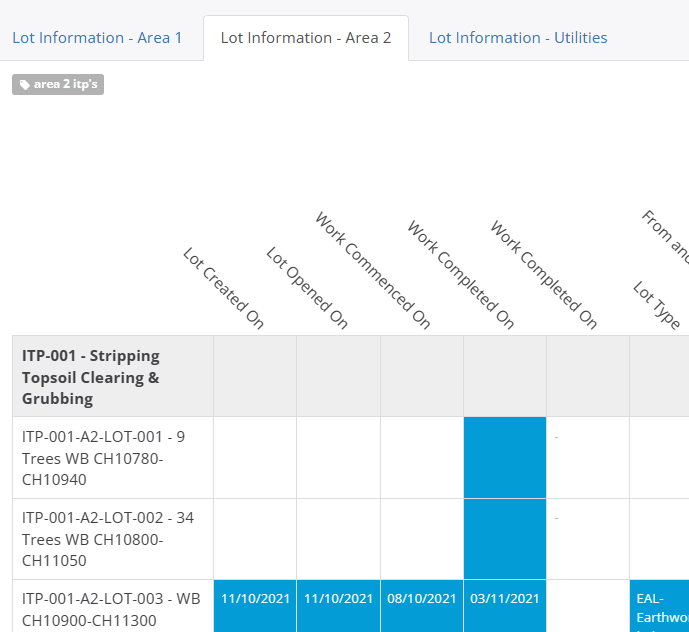 Lot Information - Area 1
Lot Information - Area 2
Lot Information - Utilities
area 2 itp's
Lot Created On
Lot Opened On
Work Commenced On
Work Completed On
Work Completed On
From and
Lot Type
ITP-001 - Stripping
Topsoil Clearing &
Grubbing
ITP-001-A2-LOT-001 - 9
Trees WB CH10780-
CH10940
-
ITP-001-A2-LOT-002 - 34
Trees WB CH10800-
CH11050
-
ITP-001-A2-LOT-003 - WB
CH10900-CH11300
11/10/2021
11/10/2021
08/10/2021
03/11/2021
EAL-
Earthwo